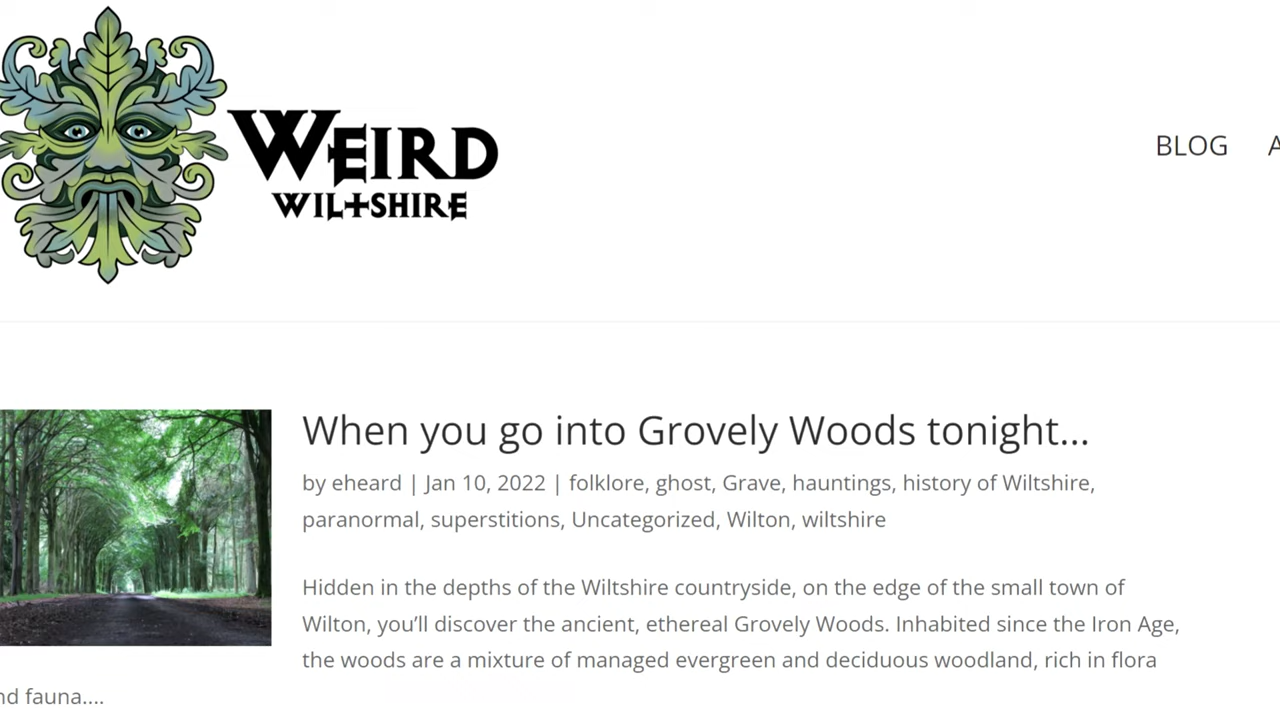 WEIRD
WILTSHIRE
BLOG
When you go into Grovely Woods tonight...
by eheard | Jan 10, 2022 | folklore, ghost, Grave, hauntings, history of Wiltshire,
paranormal, superstitions, Uncategorized, Wilton, wiltshire
Hidden in the depths of the Wiltshire countryside, on the edge of the small town of
Wilton, you’ll discover the ancient, ethereal Grovely Woods. Inhabited since the Iron Age,
the woods are a mixture of managed evergreen and deciduous woodland, rich in flora
fauna....